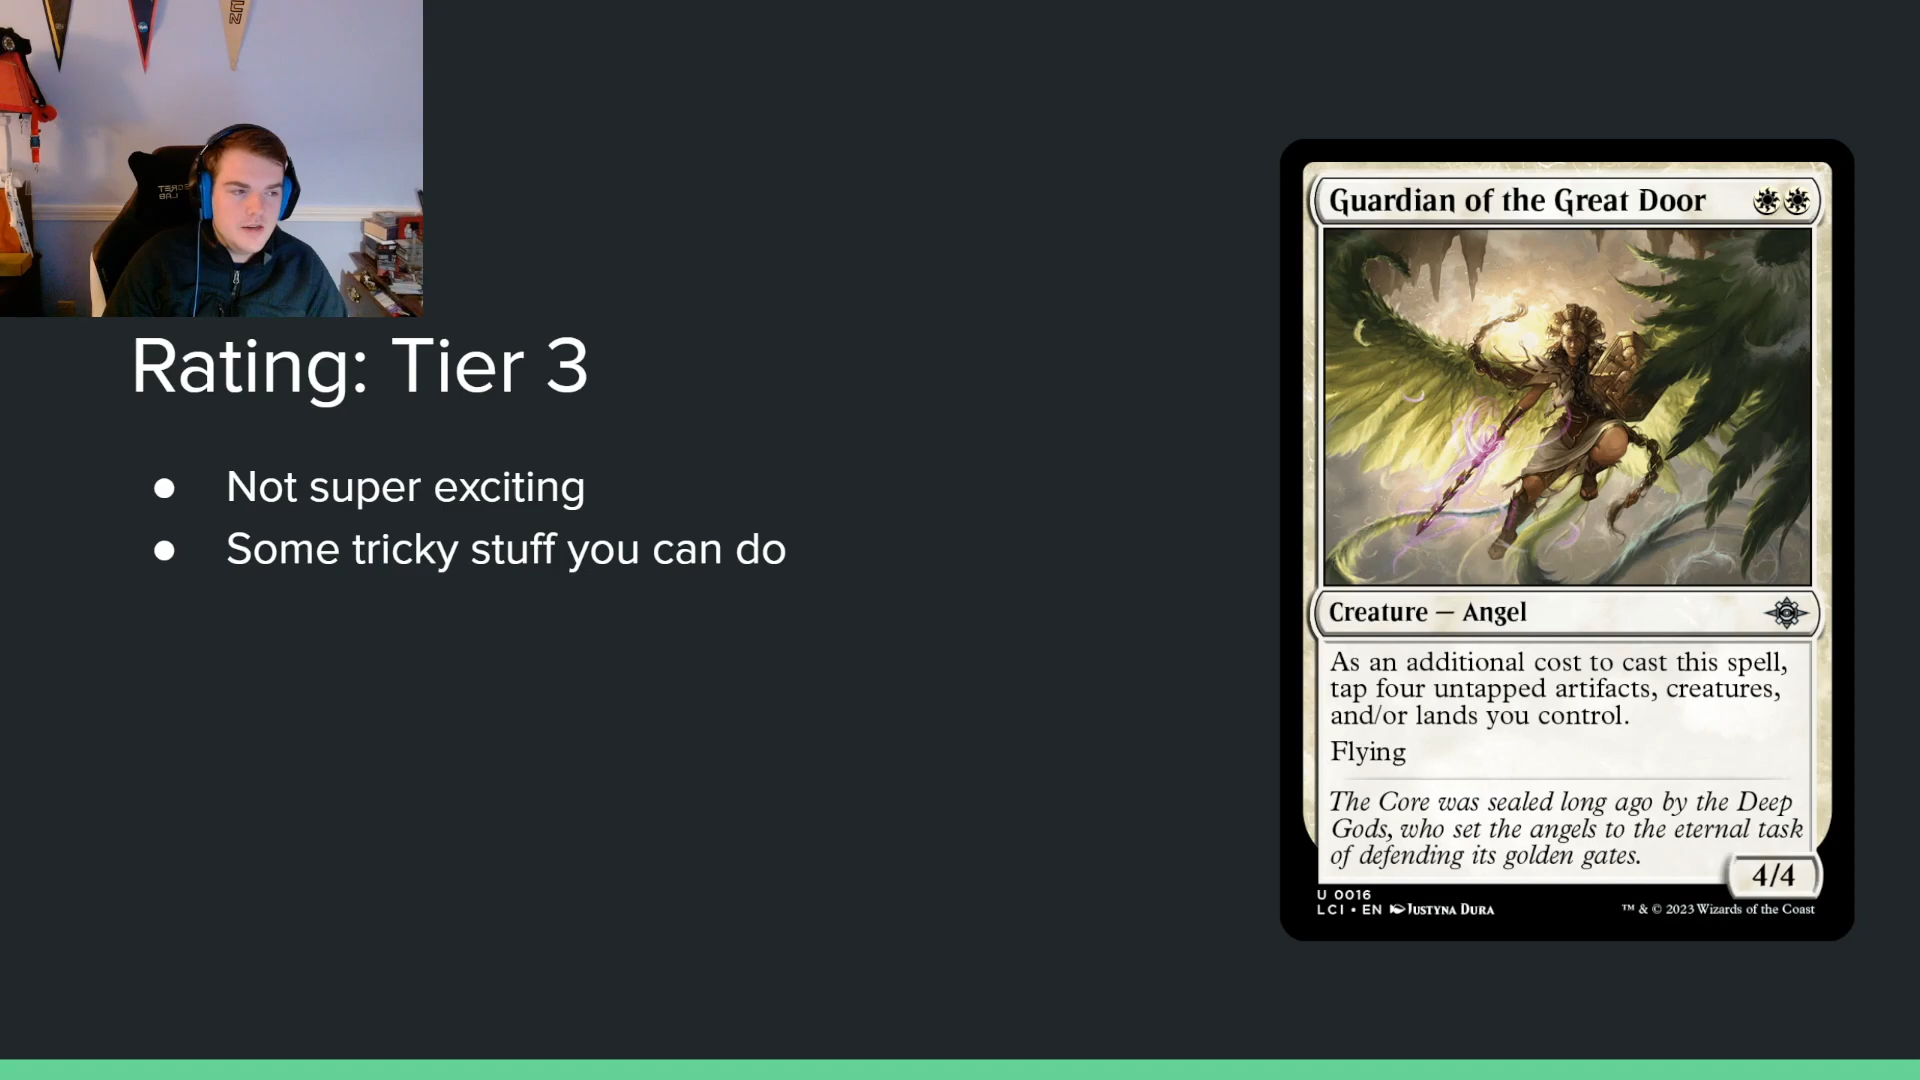 Rating: Tier 3
● Not super exciting
● Some tricky stuff you can do
Guardian of the Great Door
Creature — Angel
As an additional cost to cast this spell,
tap four untapped artifacts, creatures,
and/or lands you control.
Flying
The Core was sealed long ago by the Deep
Gods, who set the angels to the eternal task
of defending its golden gates.
4/4
U 0016
LCI • EN Justyna Dura
™ & © 2023 Wizards of the Coast